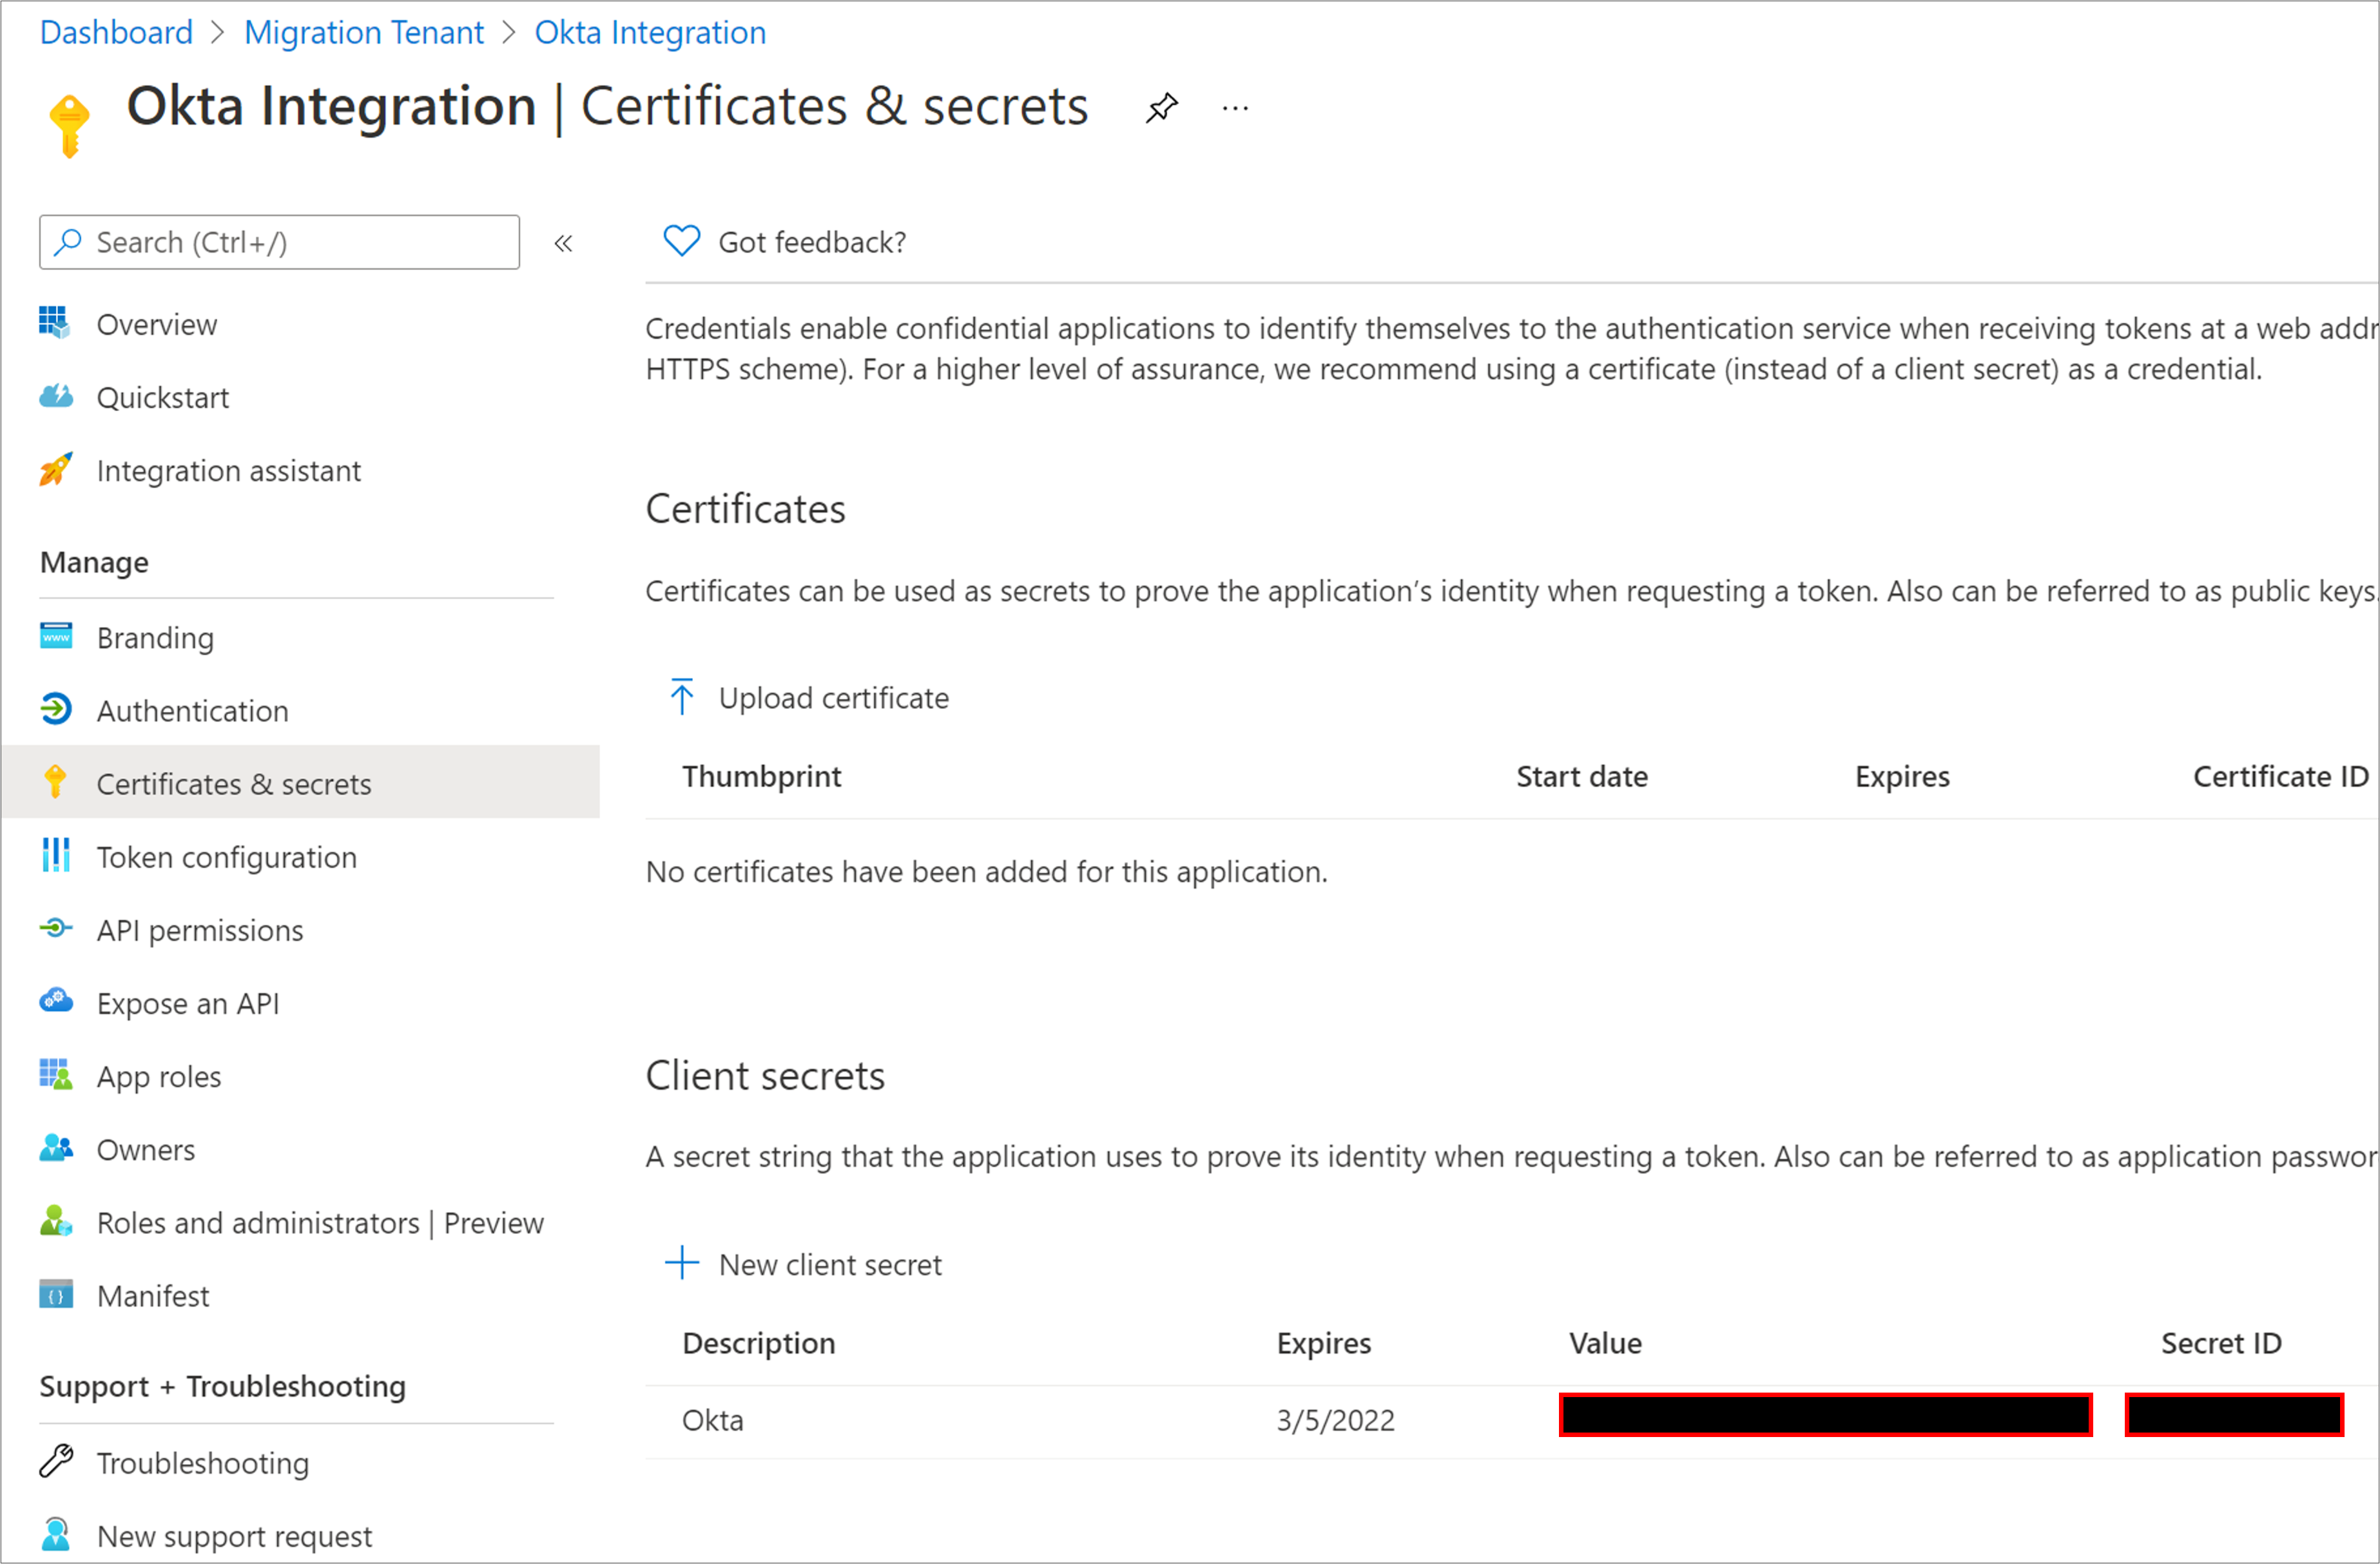 Dashboard > Migration Tenant > Okta Integration
Okta Integration | Certificates & secrets ...
Search (Ctrl+/) «
Overview
Quickstart
Integration assistant
Manage
Branding
Authentication
Certificates & secrets
Token configuration
API permissions
Expose an API
App roles
Owners
Roles and administrators | Preview
Manifest
Support + Troubleshooting
Troubleshooting
New support request
Got feedback?
Credentials enable confidential applications to identify themselves to the authentication service when receiving tokens at a web addr
HTTPS scheme). For a higher level of assurance, we recommend using a certificate (instead of a client secret) as a credential.
Certificates
Certificates can be used as secrets to prove the application’s identity when requesting a token. Also can be referred to as public keys.
Upload certificate
Thumbprint Start date Expires Certificate ID
No certificates have been added for this application.
Client secrets
A secret string that the application uses to prove its identity when requesting a token. Also can be referred to as application passwor
New client secret
Description Expires Value Secret ID
Okta 3/5/2022